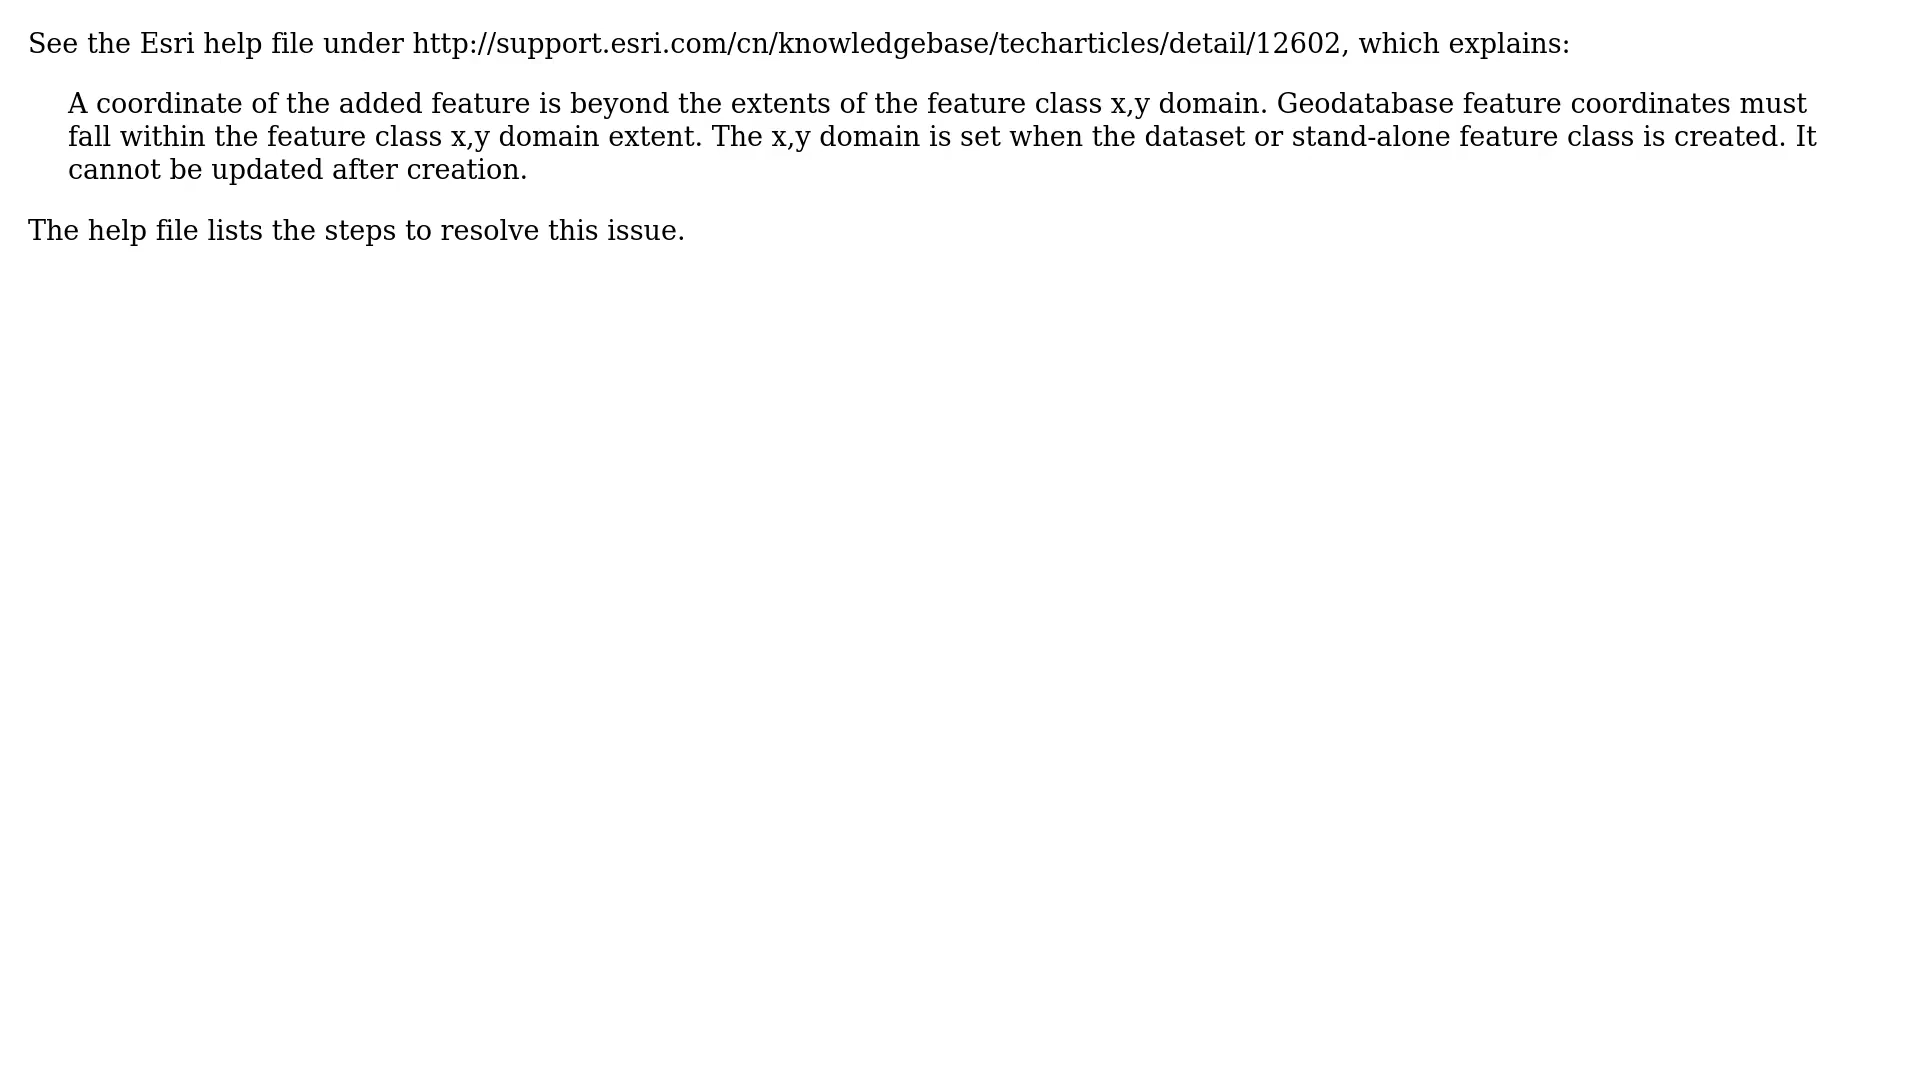 See the Esri help file under http://support.esri.com/cn/knowledgebase/techarticles/detail/12602, which explains:
A coordinate of the added feature is beyond the extents of the feature class x,y domain. Geodatabase feature coordinates must
fall within the feature class x,y domain extent. The x,y domain is set when the dataset or stand-alone feature class is created. It
cannot be updated after creation.
The help file lists the steps to resolve this issue.